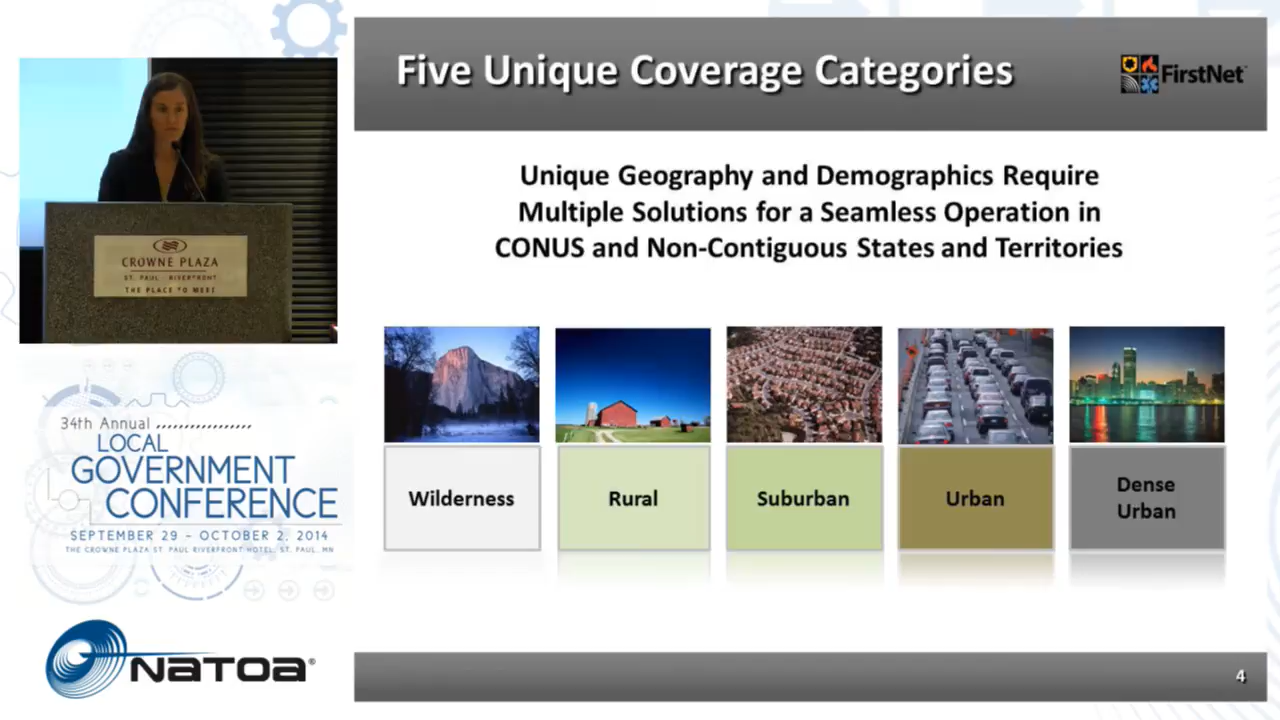 Five Unique Coverage Categories
FirstNet
Unique Geography and Demographics Require
Multiple Solutions for a Seamless Operation in
CONUS and Non-Contiguous States and Territories
Wilderness
Rural
Suburban
Urban
Dense
Urban
4
CROWNE PLAZA
ST. PAUL - RIVERFRONT
THE PLACE TO MEET
34th Annual
LOCAL
GOVERNMENT
CONFERENCE
SEPTEMBER 29 - OCTOBER 2, 2014
THE CROWNE PLAZA ST. PAUL RIVERFRONT HOTEL, ST. PAUL, MN
NATOA®